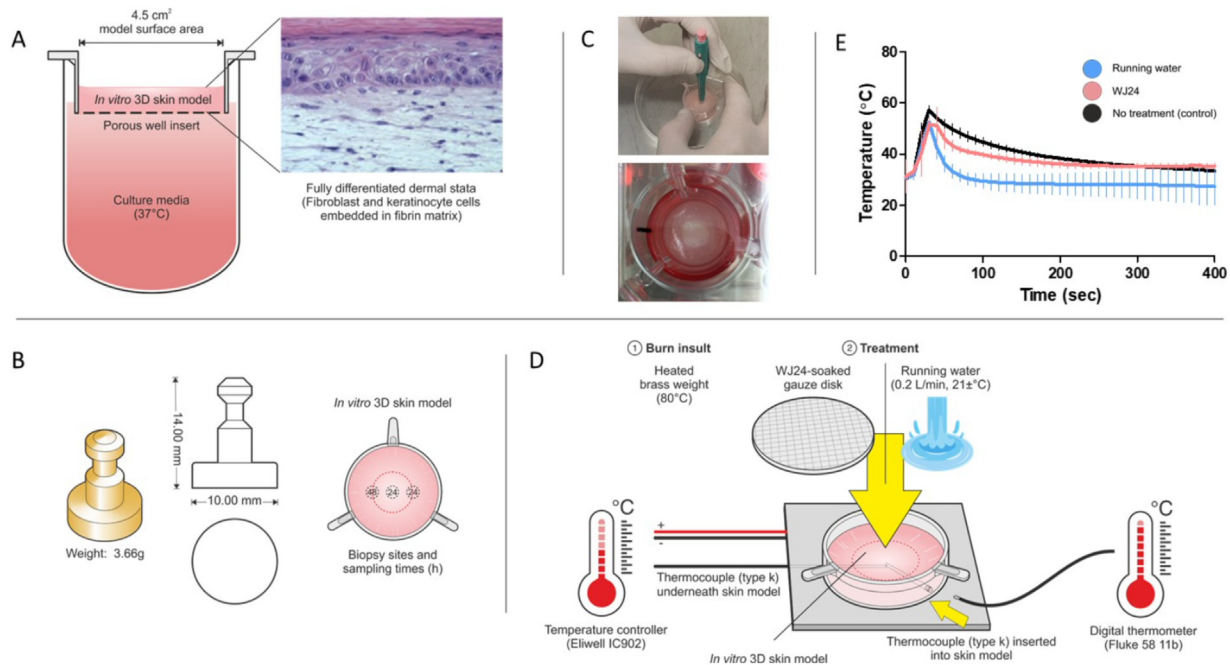 A
4.5 cm²
model surface area
In vitro 3D skin model
Porous well insert
Culture media
(37°C)
Fully differentiated dermal stata
(Fibroblast and keratinocyte cells
embedded in fibrin matrix)
C
E
Temperature (°C)
80
60
40
20
0
0
100
200
300
400
Time (sec)
Running water
WJ24
No treatment (control)
B
14.00 mm
10.00 mm
Weight: 3.66g
In vitro 3D skin model
48
24
24
Biopsy sites and
sampling times (h)
D
1 Burn insult
Heated
brass weight
(80°C)
2 Treatment
WJ24-soaked
gauze disk
Running water
(0.2 L/min, 21±°C)
°C
+
-
Thermocouple (type k)
underneath skin model
Temperature controller
(Eliwell IC902)
In vitro 3D skin model
Thermocouple (type k) inserted
into skin model
°C
Digital thermometer
(Fluke 58 11b)